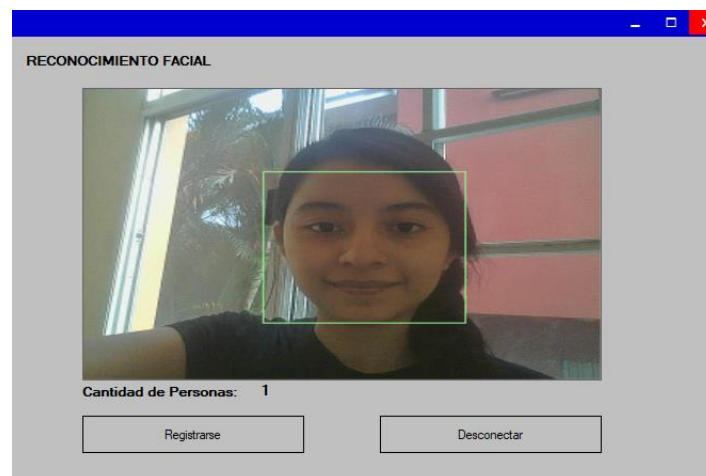 RECONOCIMIENTO FACIAL
Cantidad de Personas: 1
Registrarse
Desconectar